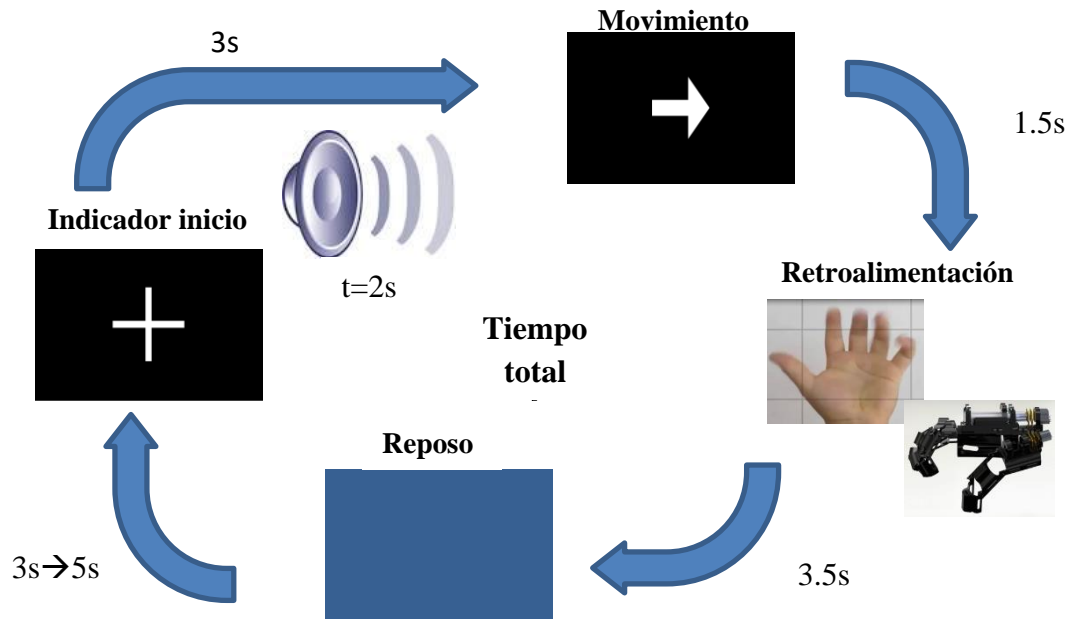 Movimiento
3s
1.5s
Indicador inicio
Retroalimentación
t=2s
Tiempo
total
Reposo
3s→5s
3.5s